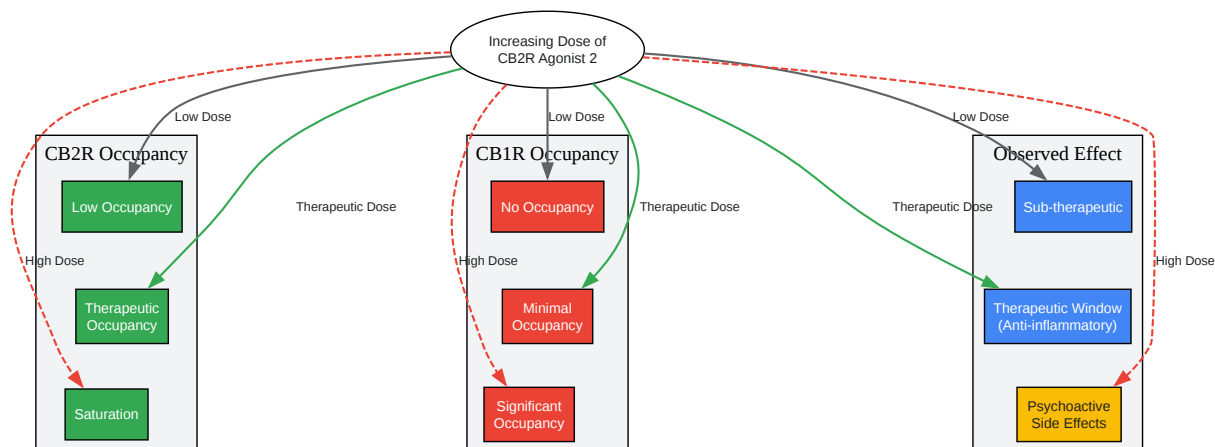 Increasing Dose of
CB2R Agonist 2
Low Dose
Low Dose
Low Dose
CB2R Occupancy
CB1R Occupancy
Observed Effect
Low Occupancy
No Occupancy
Sub-therapeutic
Therapeutic Dose
Therapeutic Dose
Therapeutic Dose
High Dose
High Dose
High Dose
Therapeutic
Occupancy
Minimal
Occupancy
Therapeutic Window
(Anti-inflammatory)
Saturation
Significant
Occupancy
Psychoactive
Side Effects